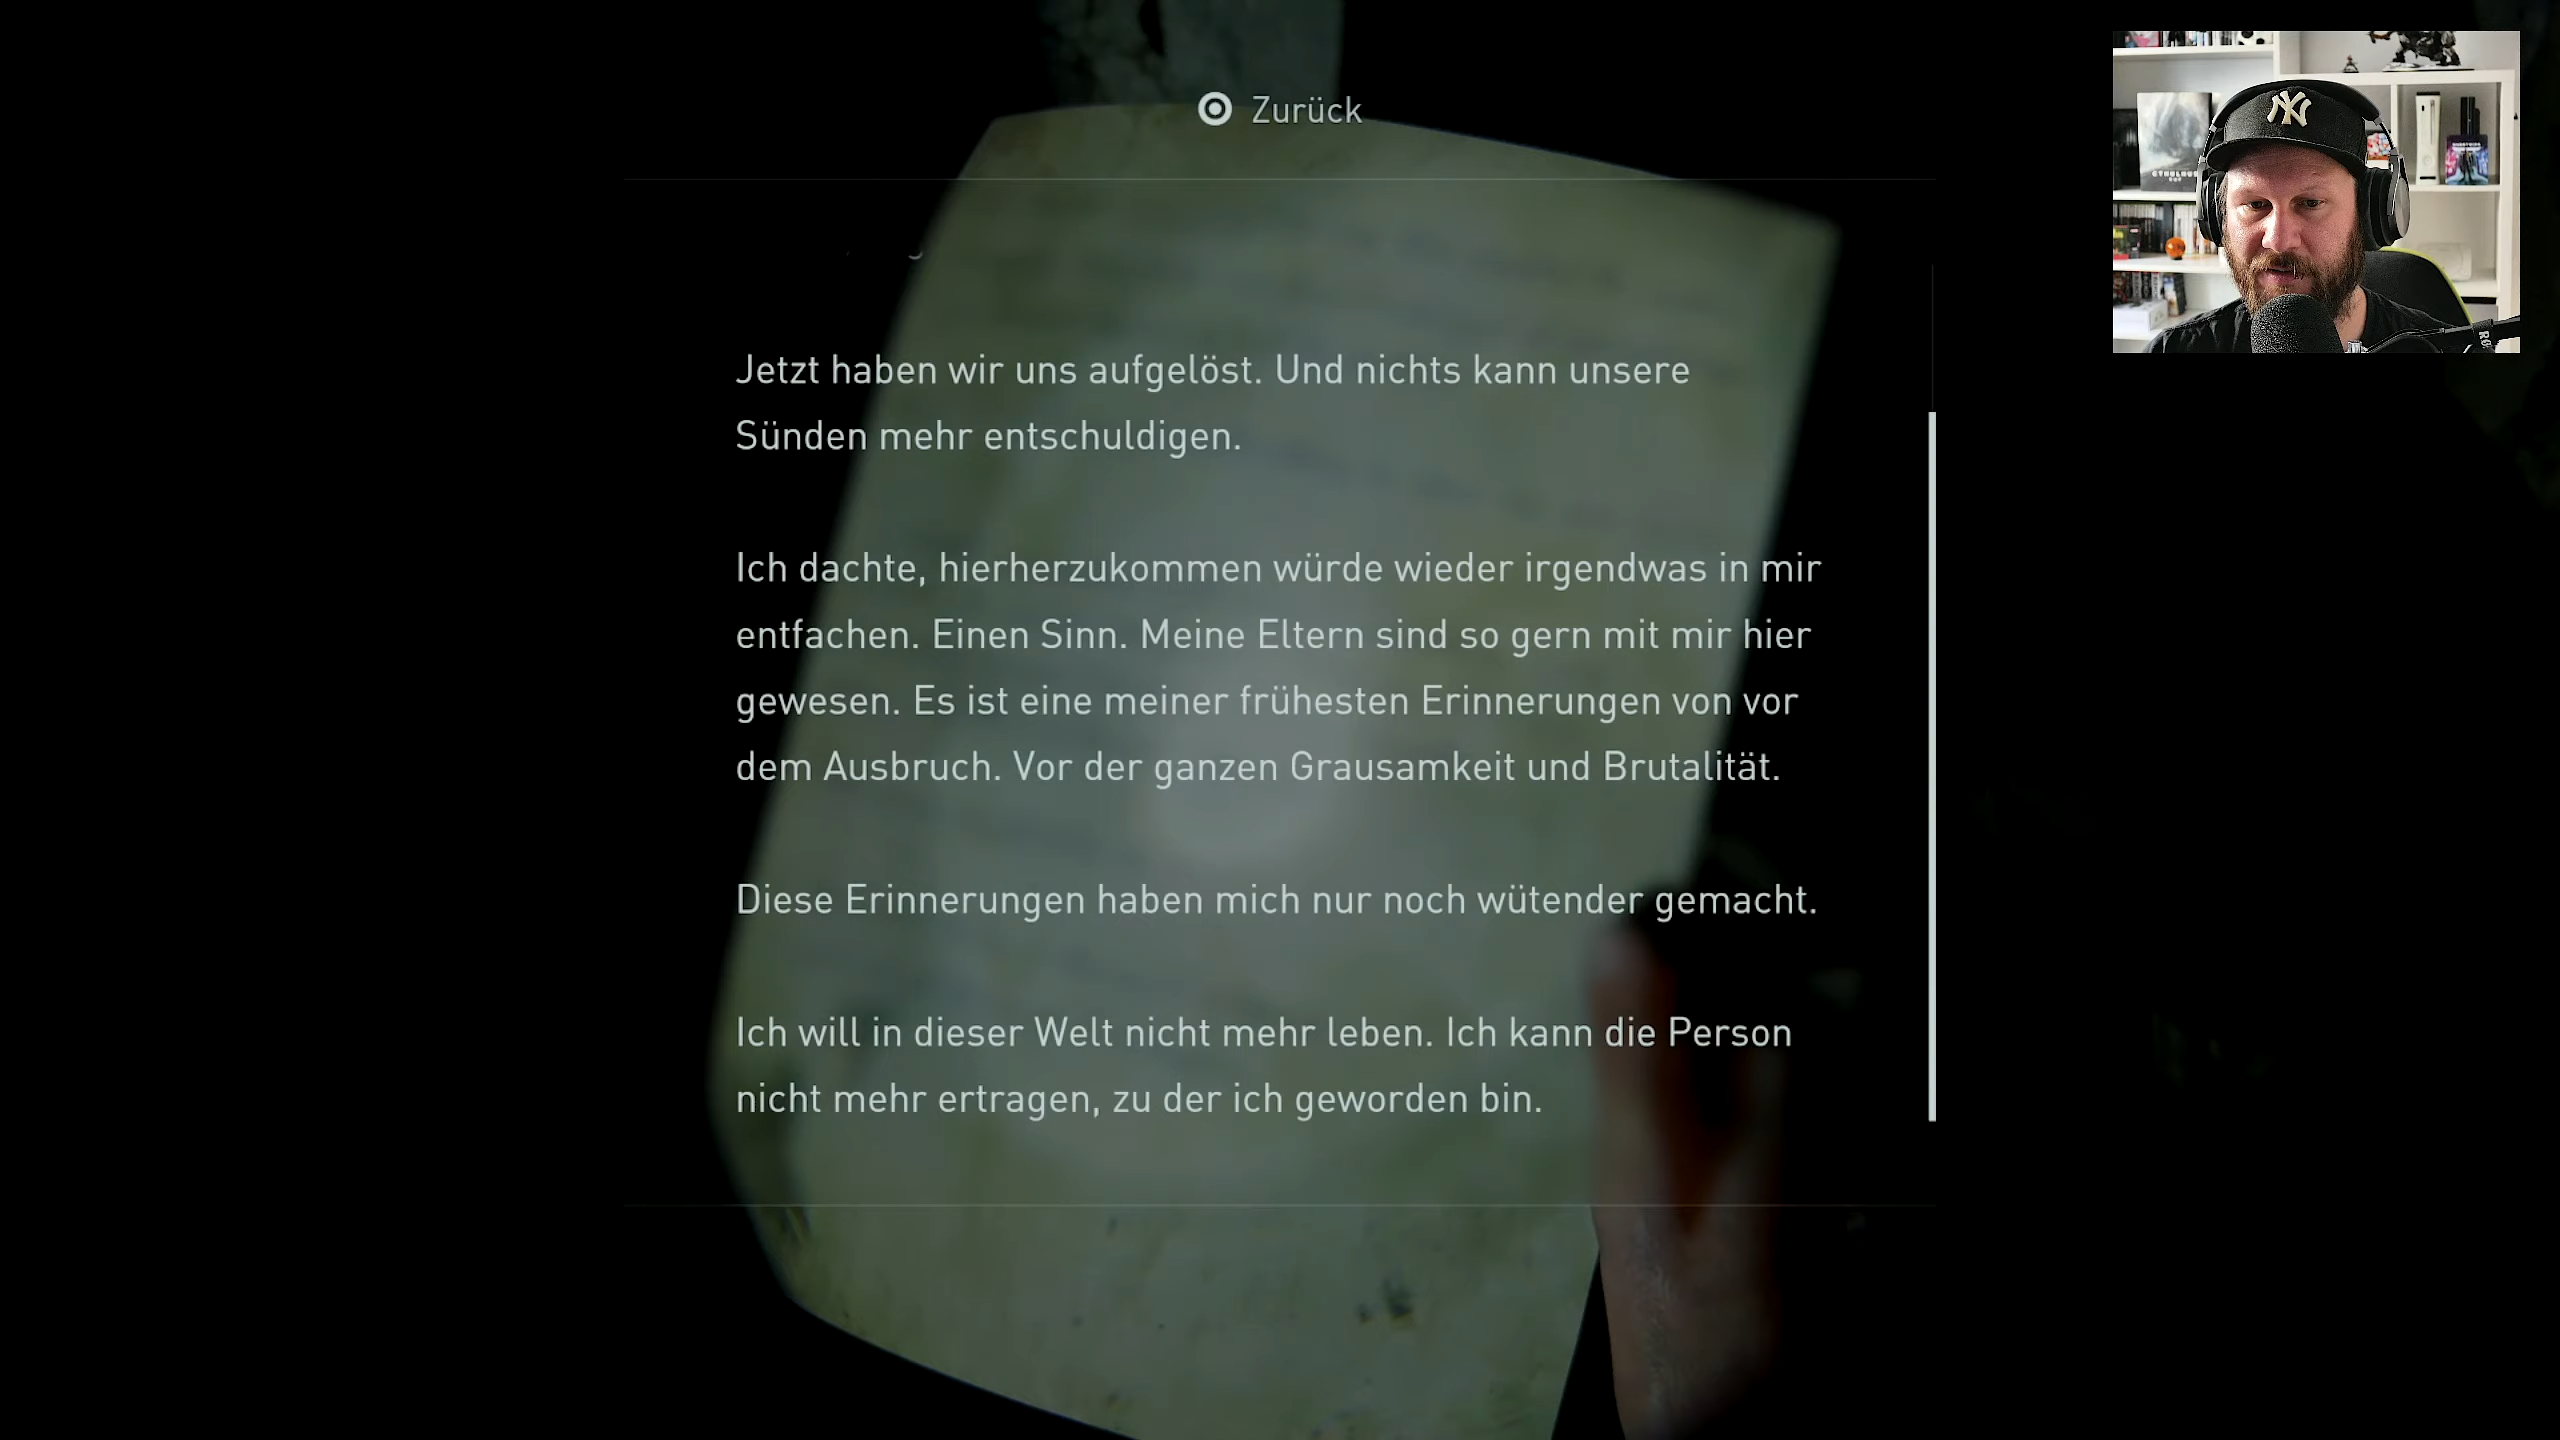 Zurück
Jetzt haben wir uns aufgelöst. Und nichts kann unsere
Sünden mehr entschuldigen.
Ich dachte, hierherzukommen würde wieder irgendwas in mir
entfachen. Einen Sinn. Meine Eltern sind so gern mit mir hier
gewesen. Es ist eine meiner frühesten Erinnerungen von vor
dem Ausbruch. Vor der ganzen Grausamkeit und Brutalität.
Diese Erinnerungen haben mich nur noch wütender gemacht.
Ich will in dieser Welt nicht mehr leben. Ich kann die Person
nicht mehr ertragen, zu der ich geworden bin.
NY